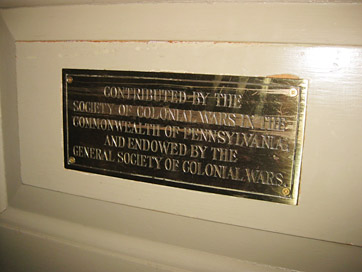 CONTRIBUTED BY THE
SOCIETY OF COLONIAL WARS IN THE
COMMONWEALTH OF PENNSYLVANIA,
AND ENDOWED BY THE
GENERAL SOCIETY OF COLONIAL WARS.